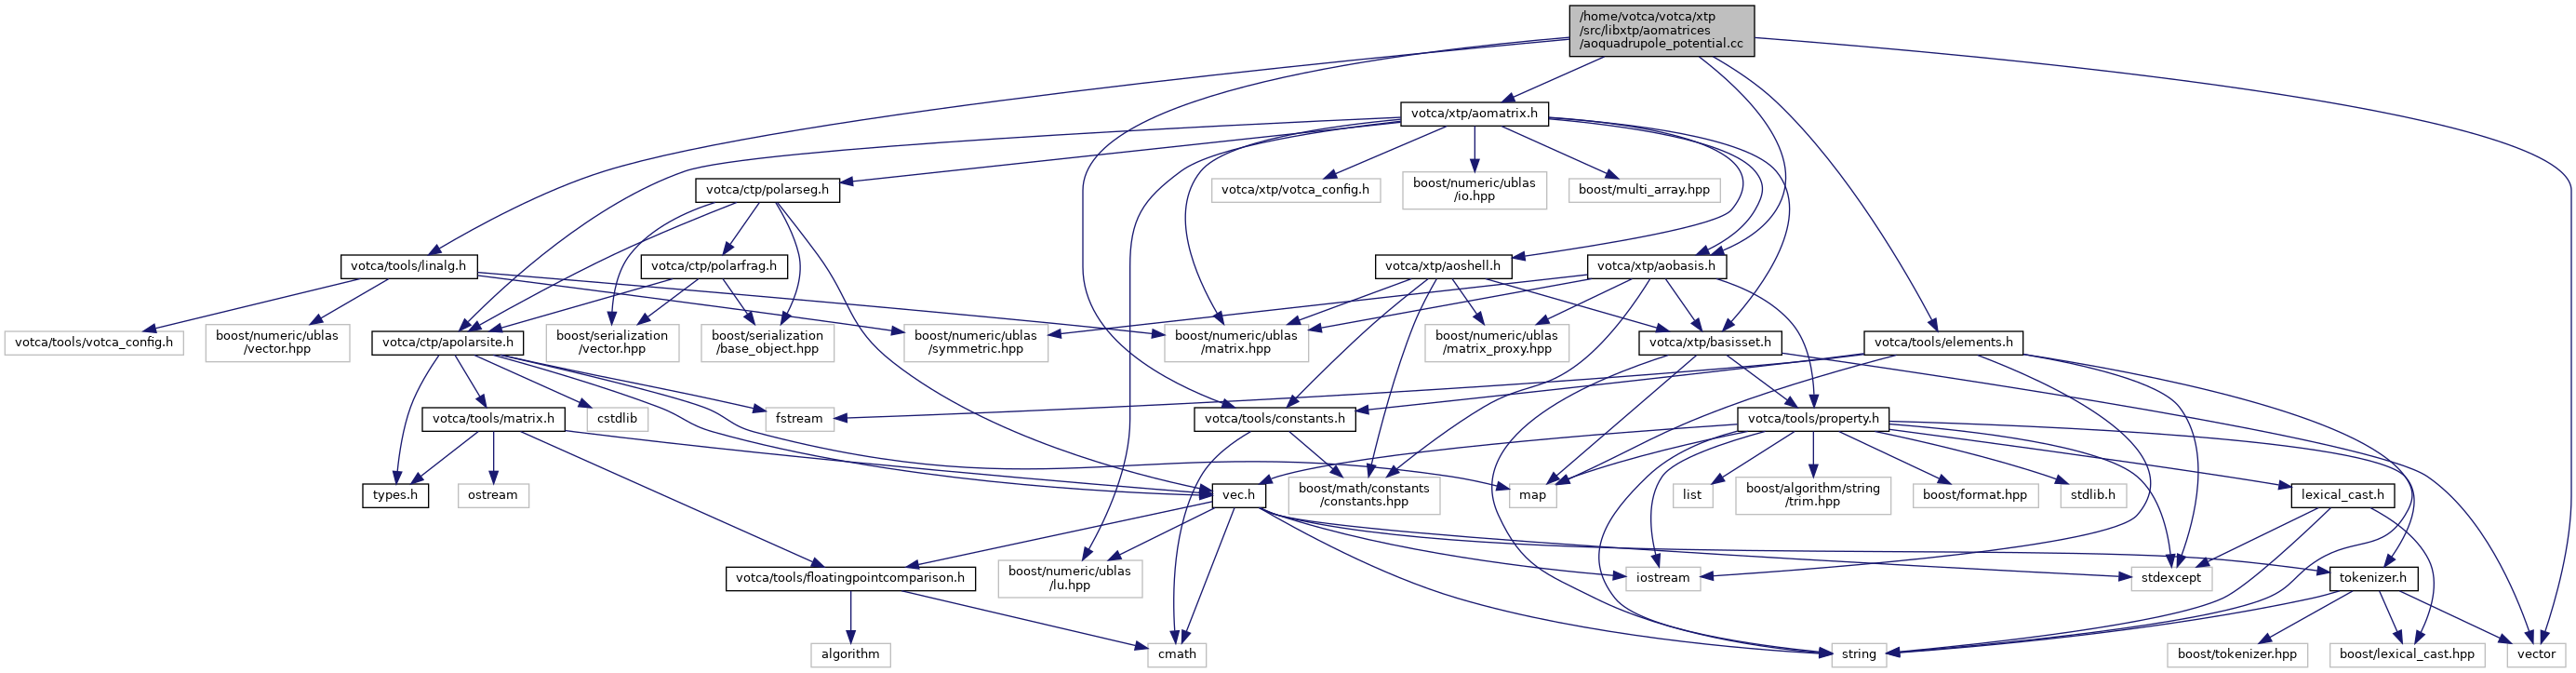 /home/votca/votca/xtp
/src/libxtp/aomatrices
/aoquadrupole_potential.cc
votca/xtp/aomatrix.h
votca/ctp/polarseg.h
votca/xtp/votca_config.h
boost/numeric/ublas
/io.hpp
boost/multi_array.hpp
votca/tools/linalg.h
votca/ctp/polarfrag.h
votca/xtp/aoshell.h
votca/xtp/aobasis.h
votca/tools/votca_config.h
boost/numeric/ublas
/vector.hpp
votca/ctp/apolarsite.h
boost/serialization
/vector.hpp
boost/serialization
/base_object.hpp
boost/numeric/ublas
/symmetric.hpp
boost/numeric/ublas
/matrix.hpp
boost/numeric/ublas
/matrix_proxy.hpp
votca/xtp/basisset.h
votca/tools/elements.h
votca/tools/matrix.h
cstdlib
fstream
votca/tools/constants.h
votca/tools/property.h
types.h
ostream
vec.h
boost/math/constants
/constants.hpp
map
list
boost/algorithm/string
/trim.hpp
boost/format.hpp
stdlib.h
lexical_cast.h
votca/tools/floatingpointcomparison.h
boost/numeric/ublas
/lu.hpp
iostream
stdexcept
tokenizer.h
algorithm
cmath
string
boost/tokenizer.hpp
boost/lexical_cast.hpp
vector